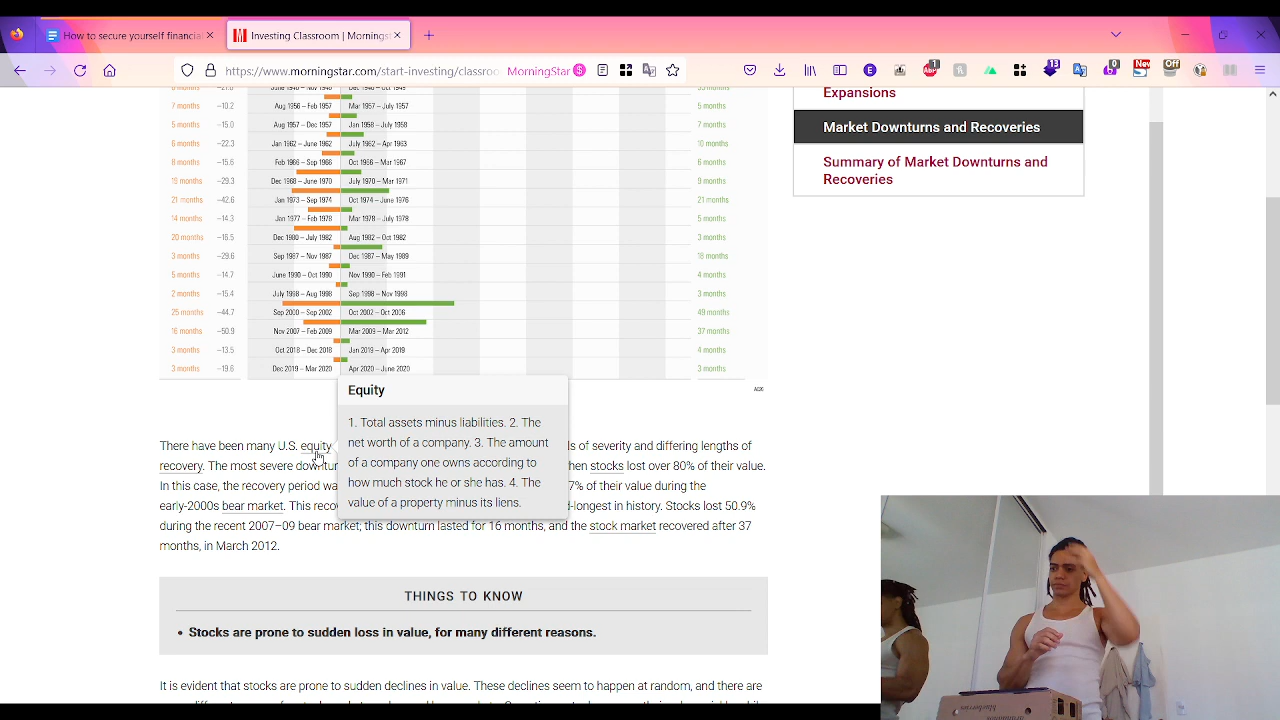 How to secure yourself financia
Investing Classroom | Mornings
https://www.morningstar.com/start-investing/classroo
MorningStar
1
13
0
New
Off
Expansions
7 months −10.2 Aug 1956 – Feb 1957 Mar 1957 – July 1957 5 months
5 months −15.0 Aug 1957 – Dec 1957 Jan 1958 – July 1958 7 months
Market Downturns and Recoveries
6 months −22.3 Jan 1962 – June 1962 July 1962 – Apr 1963 10 months
8 months −15.6 Feb 1966 – Sep 1966 Oct 1966 – Mar 1967 6 months
Summary of Market Downturns and
Recoveries
19 months −29.3 Dec 1968 – June 1970 July 1970 – Mar 1971 9 months
21 months −42.6 Jan 1973 – Sep 1974 Oct 1974 – June 1976 21 months
14 months −14.3 Jan 1977 – Feb 1978 Mar 1978 – July 1978 5 months
20 months −16.5 Dec 1980 – July 1982 Aug 1982 – Oct 1982 3 months
3 months −29.6 Sep 1987 – Nov 1987 Dec 1987 – May 1989 18 months
5 months −14.7 June 1990 – Oct 1990 Nov 1990 – Feb 1991 4 months
2 months −15.4 July 1998 – Aug 1998 Sep 1998 – Nov 1998 3 months
25 months −44.7 Sep 2000 – Sep 2002 Oct 2002 – Oct 2006 49 months
16 months −50.9 Nov 2007 – Feb 2009 Mar 2009 – Mar 2012 37 months
3 months −13.5 Oct 2018 – Dec 2018 Jan 2019 – Apr 2019 4 months
3 months −19.6 Dec 2019 – Mar 2020 Apr 2020 – June 2020 3 months
Equity
1. Total assets minus liabilities. 2. The
net worth of a company. 3. The amount
of a company one owns according to
how much stock he or she has. 4. The
value of a property minus its liens.
There have been many U.S. equity ls of severity and differing lengths of
recovery. The most severe downtur hen stocks lost over 80% of their value.
In this case, the recovery period wa 7% of their value during the
early-2000s bear market. This reco d-longest in history. Stocks lost 50.9%
during the recent 2007–09 bear market; this downturn lasted for 16 months, and the stock market recovered after 37
months, in March 2012.
THINGS TO KNOW
• Stocks are prone to sudden loss in value, for many different reasons.
It is evident that stocks are prone to sudden declines in value. These declines seem to happen at random, and there are
blueberries